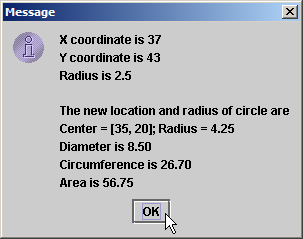 Message
X coordinate is 37
Y coordinate is 43
Radius is 2.5
The new location and radius of circle are
Center = [35, 20]; Radius = 4.25
Diameter is 8.50
Circumference is 26.70
Area is 56.75
OK